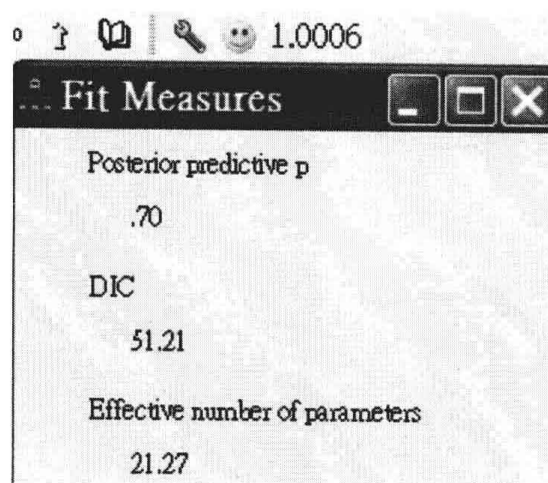 1.0006
Fit Measures
Posterior predictive p
.70
DIC
51.21
Effective number of parameters
21.27